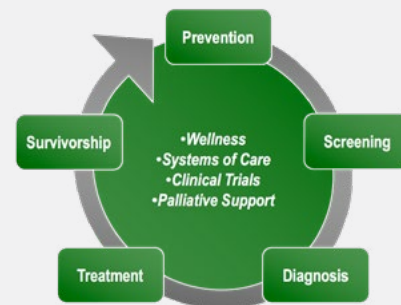 Prevention
Survivorship
•Wellness
•Systems of Care
•Clinical Trials
•Palliative Support
Screening
Treatment
Diagnosis